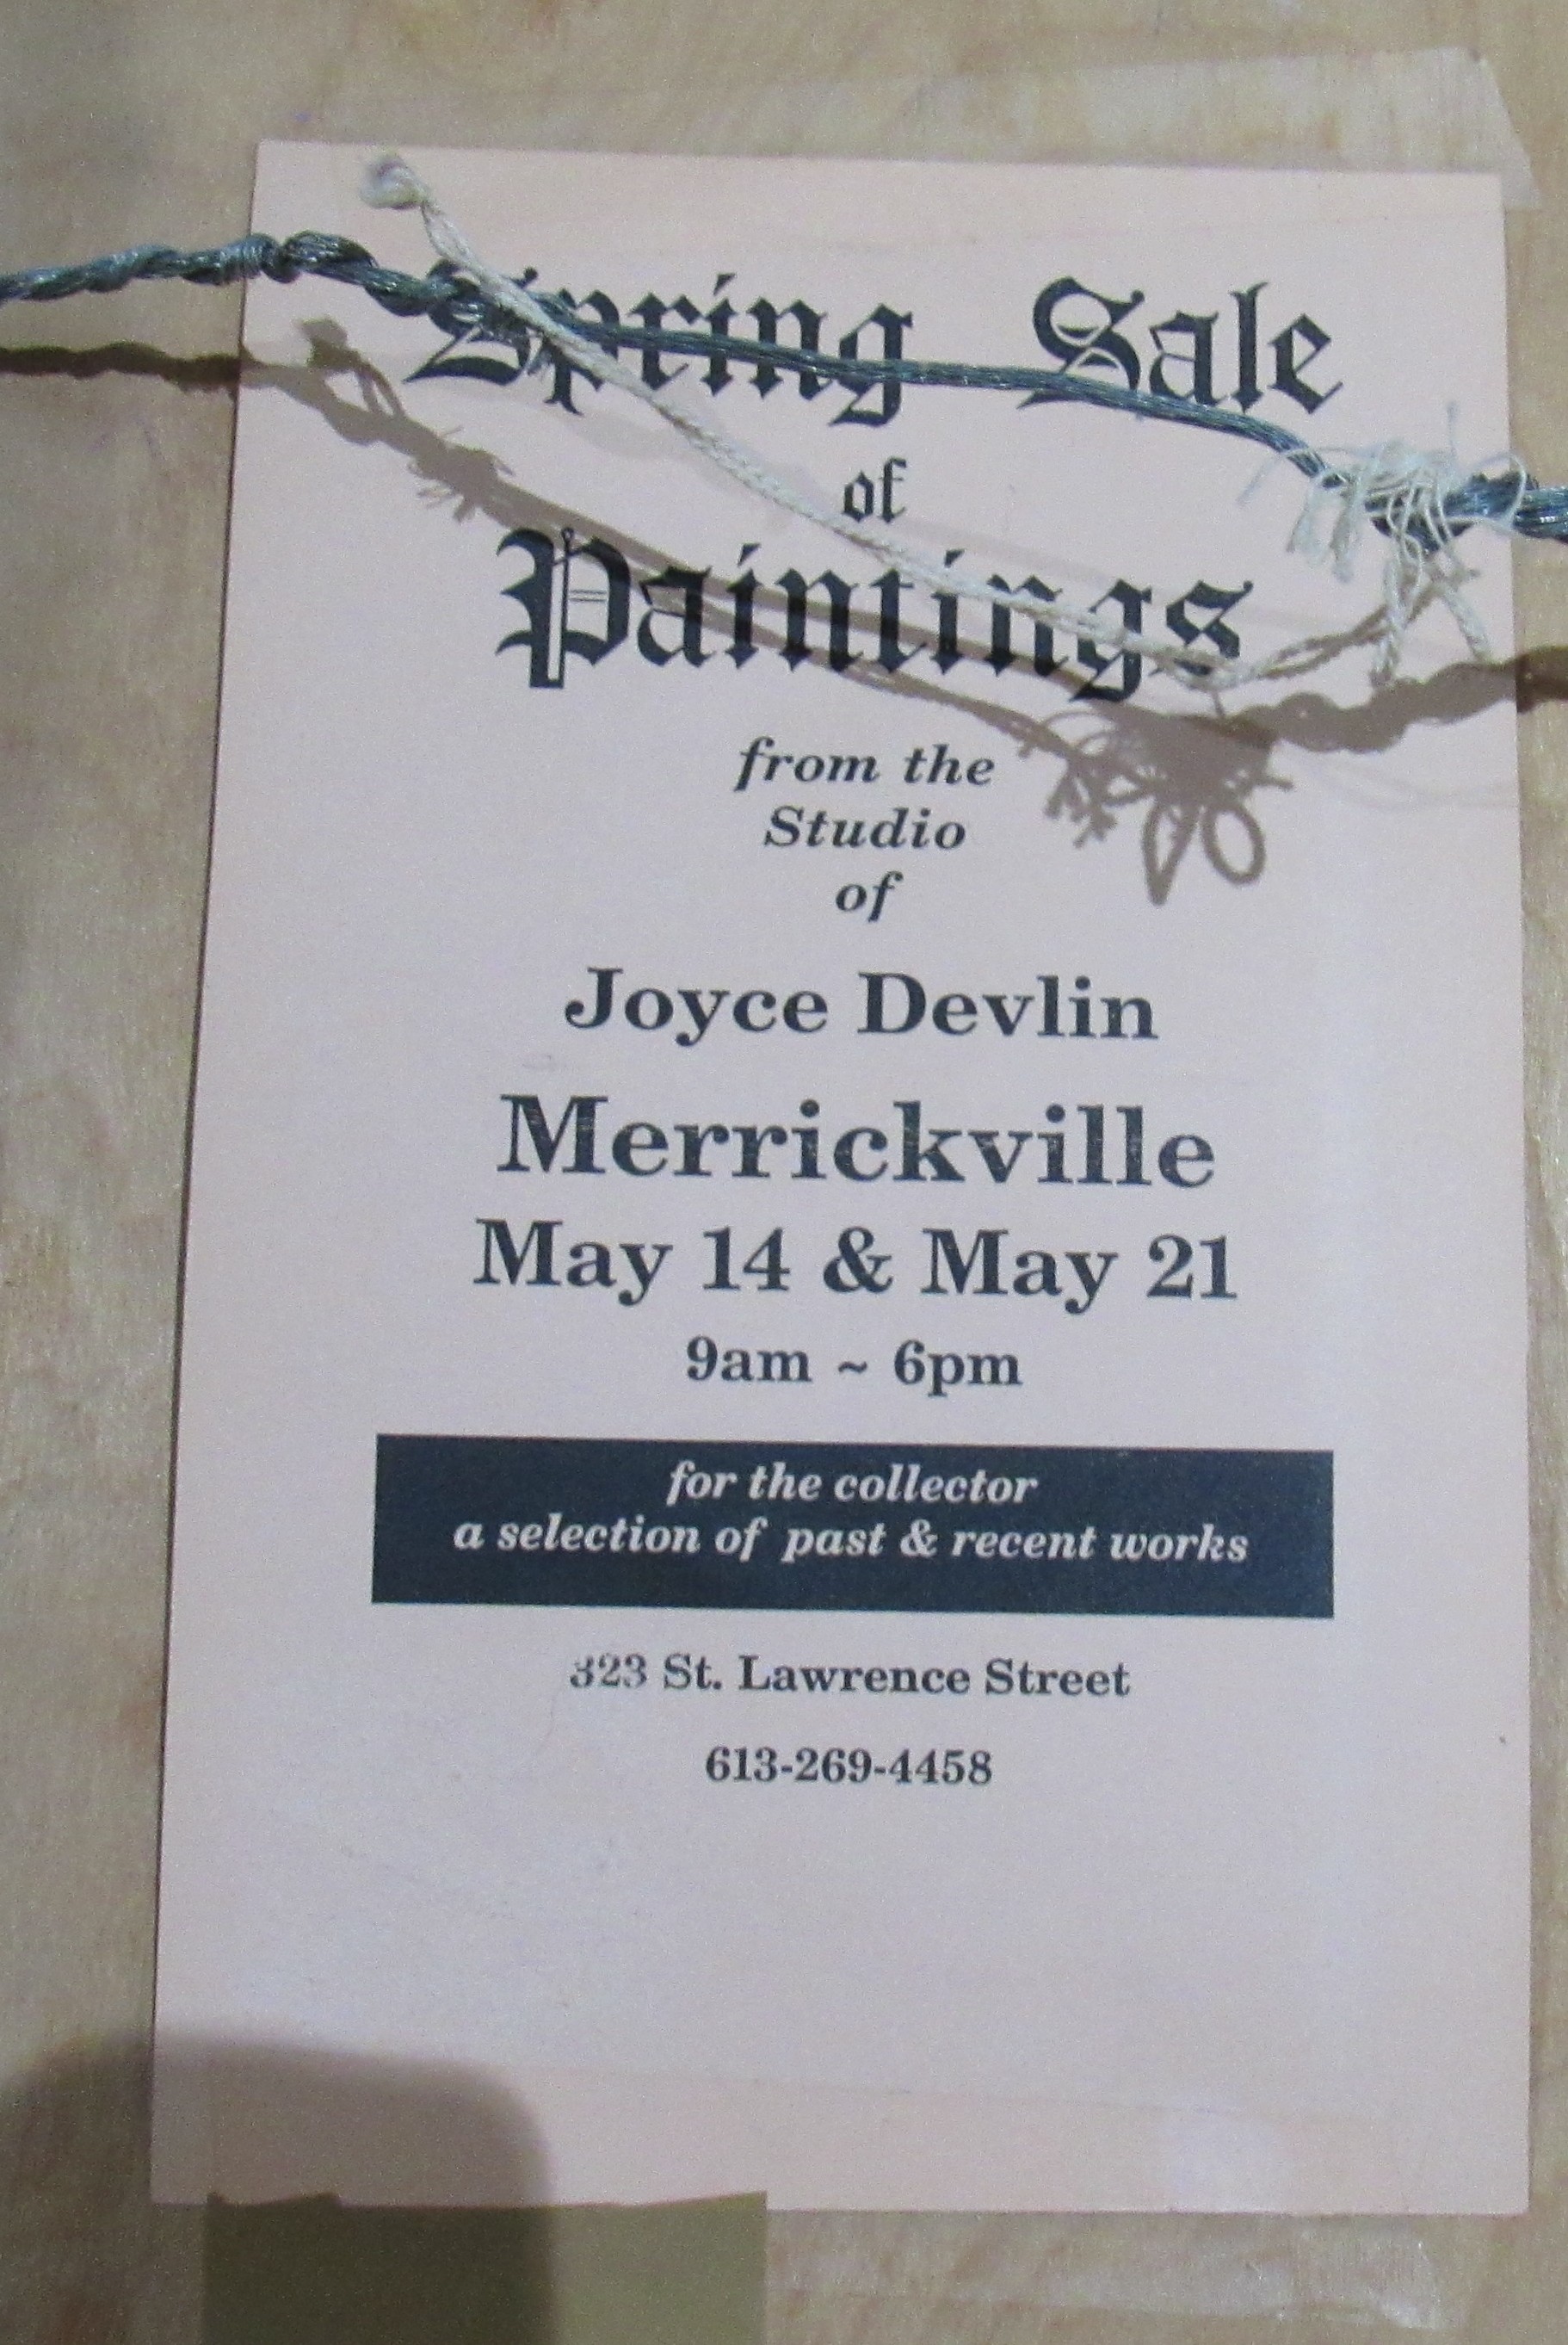 Spring Sale
of
Paintings
from the
Studio
of
Joyce Devlin
Merrickville
May 14 & May 21
9am ~ 6pm
for the collector
a selection of past & recent works
323 St. Lawrence Street
613-269-4458